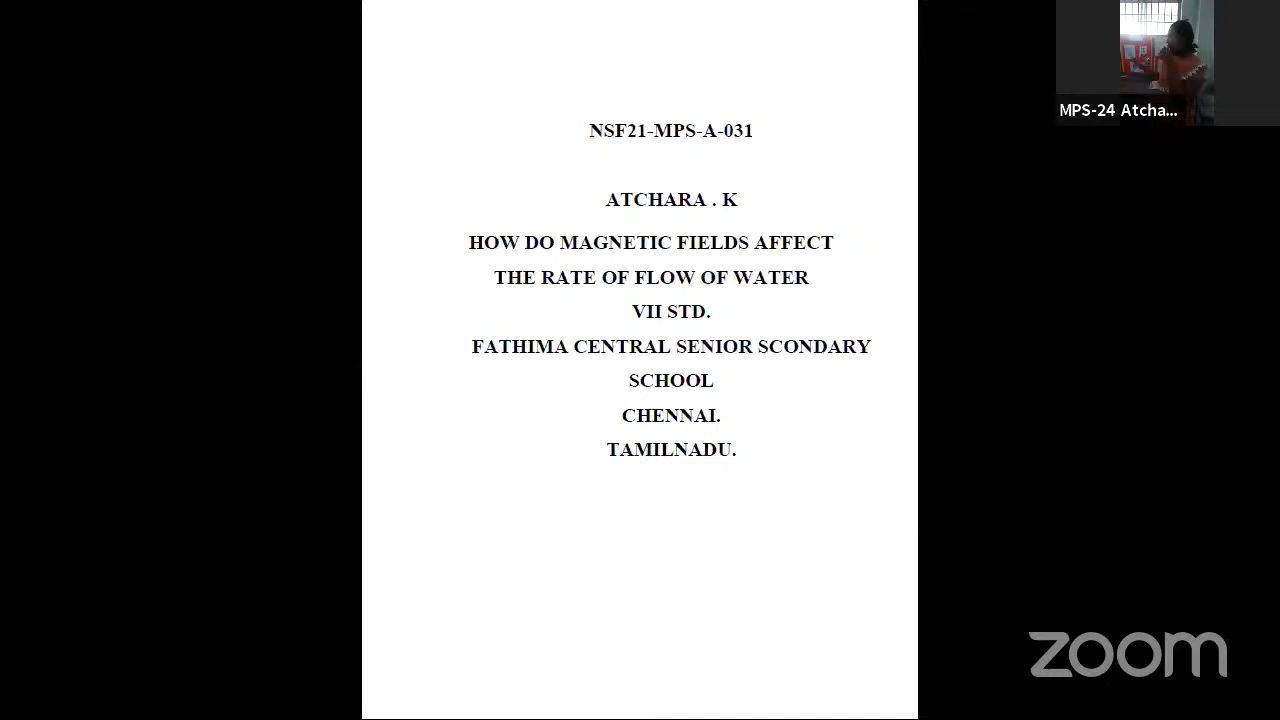 NSF21-MPS-A-031
ATCHARA . K
HOW DO MAGNETIC FIELDS AFFECT
THE RATE OF FLOW OF WATER
VII STD.
FATHIMA CENTRAL SENIOR SCONDARY
SCHOOL
CHENNAI.
TAMILNADU.
MPS-24 Atcha...
zoom